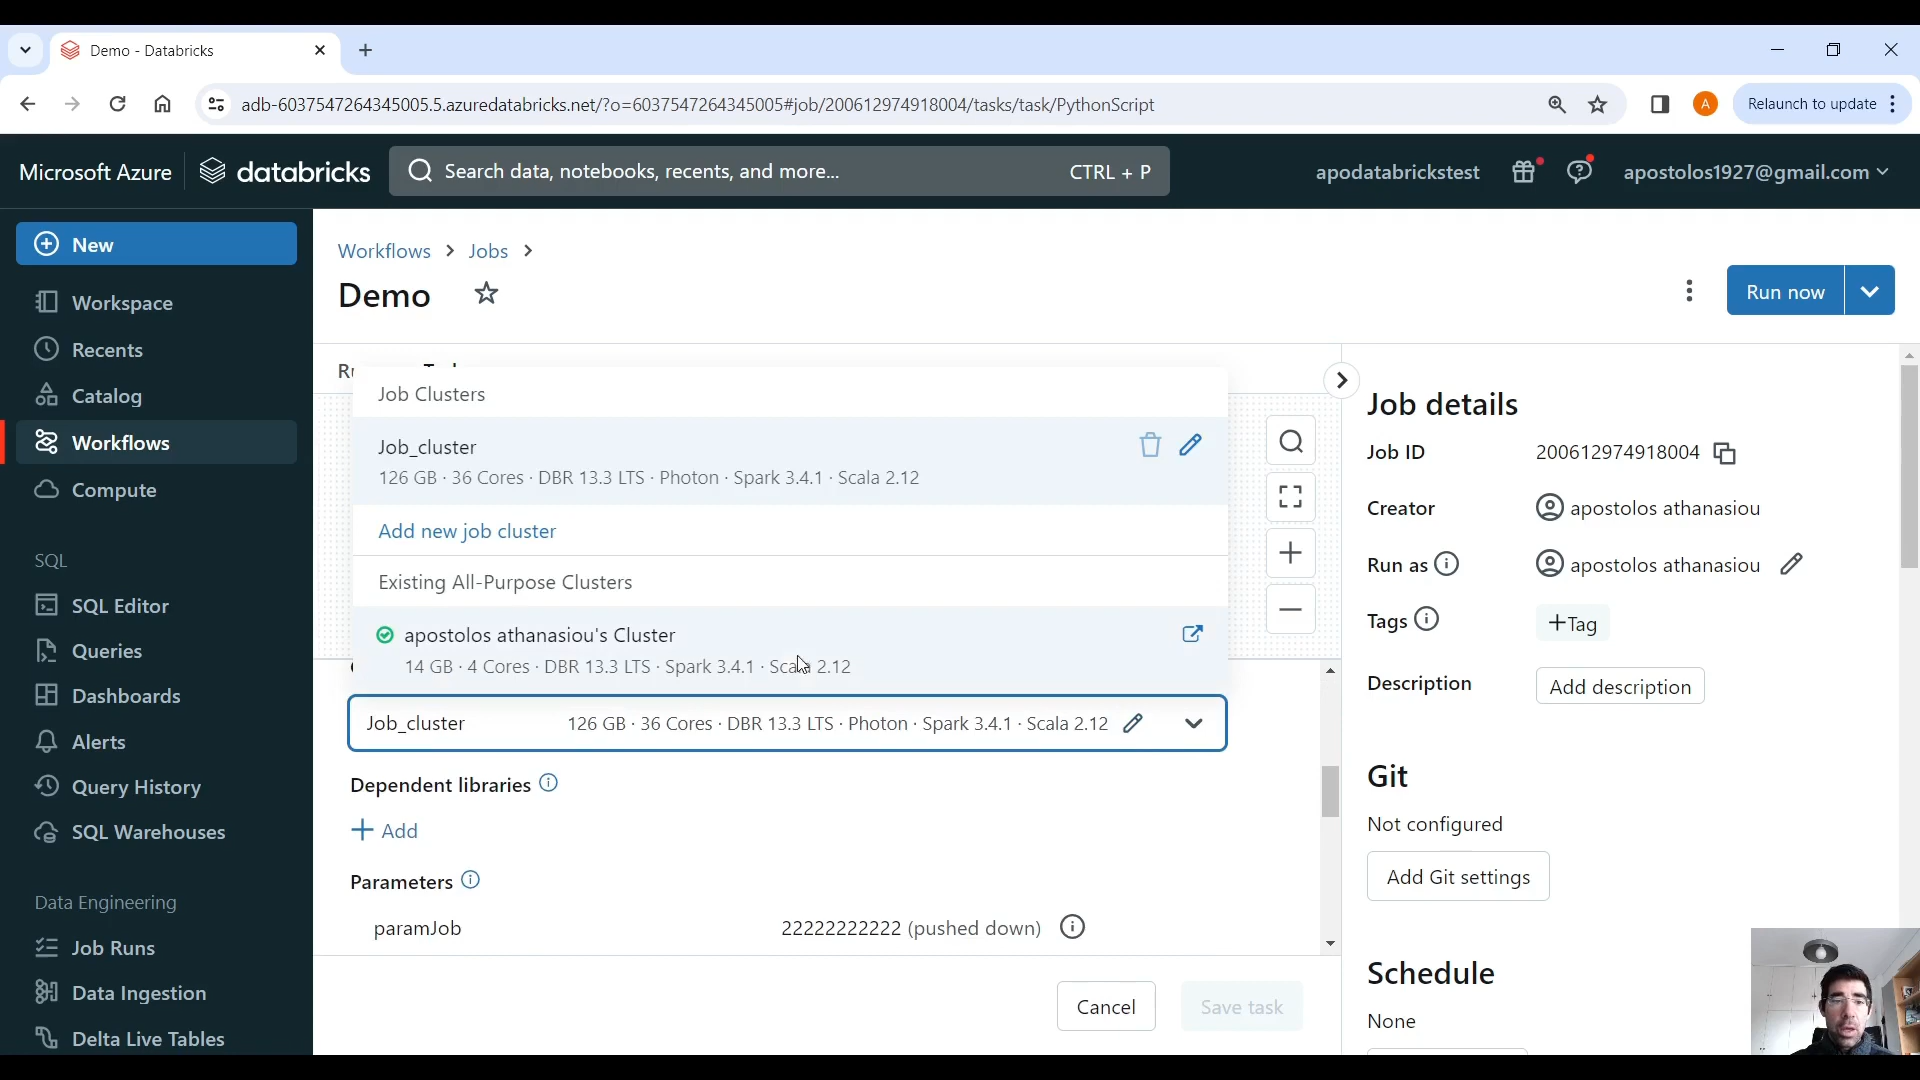 Demo - Databricks
adb-6037547264345005.5.azuredatabricks.net/?o=6037547264345005#job/200612974918004/tasks/task/PythonScript
A
Relaunch to update
Microsoft Azure
databricks
Search data, notebooks, recents, and more...
CTRL + P
apodatabrickstest
apostolos1927@gmail.com
New
Workspace
Recents
Catalog
Workflows
Compute
SQL
SQL Editor
Queries
Dashboards
Alerts
Query History
SQL Warehouses
Data Engineering
Job Runs
Data Ingestion
Delta Live Tables
Workflows > Jobs >
Demo
Run now
Job Clusters
Job_cluster
126 GB · 36 Cores · DBR 13.3 LTS · Photon · Spark 3.4.1 · Scala 2.12
Add new job cluster
Existing All-Purpose Clusters
apostolos athanasiou's Cluster
14 GB · 4 Cores · DBR 13.3 LTS · Spark 3.4.1 · Scala 2.12
Job_cluster 126 GB · 36 Cores · DBR 13.3 LTS · Photon · Spark 3.4.1 · Scala 2.12
Dependent libraries
+ Add
Parameters
paramJob 22222222222 (pushed down)
Cancel
Save task
Job details
Job ID 200612974918004
Creator apostolos athanasiou
Run as apostolos athanasiou
Tags +Tag
Description Add description
Git
Not configured
Add Git settings
Schedule
None